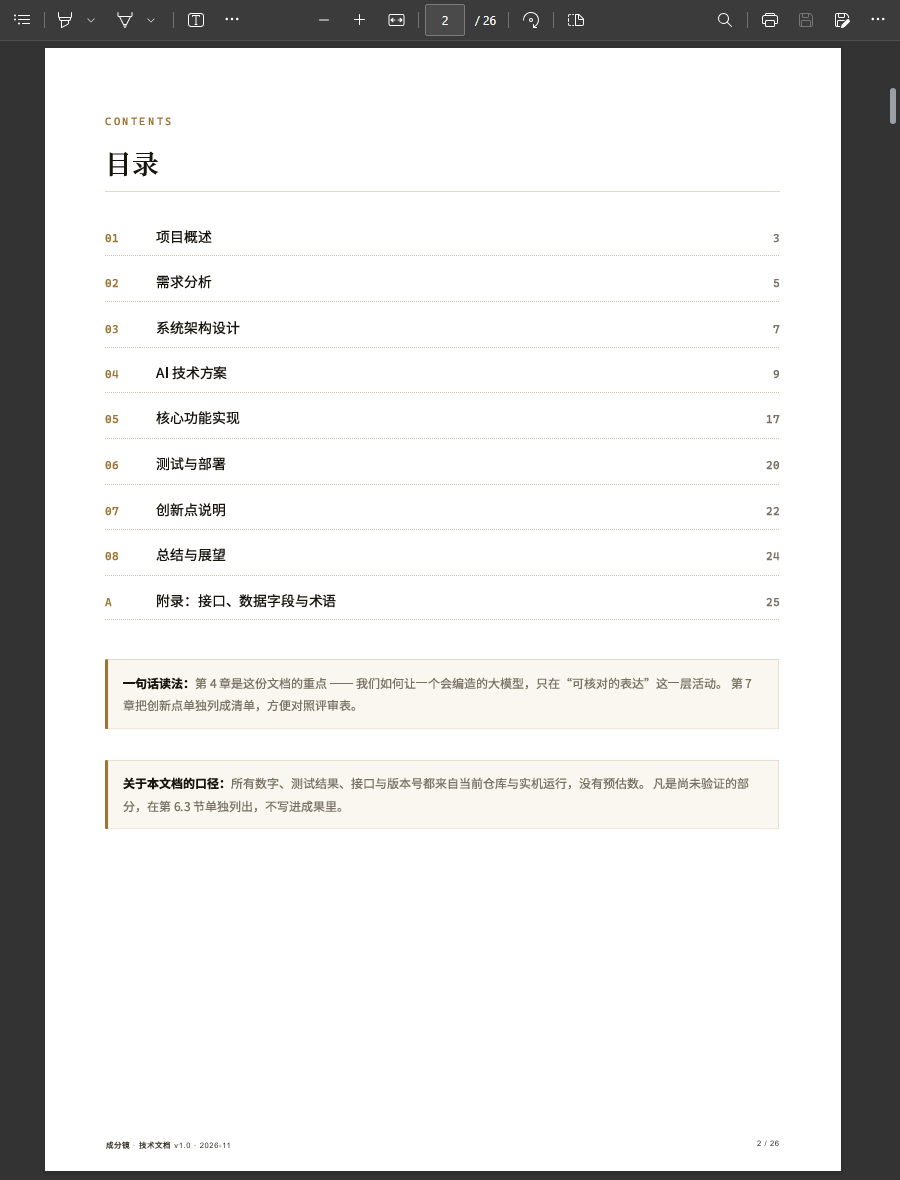 2 / 26
CONTENTS
目录
01 项目概述 3
02 需求分析 5
03 系统架构设计 7
04 AI 技术方案 9
05 核心功能实现 17
06 测试与部署 20
07 创新点说明 22
08 总结与展望 24
A 附录：接口、数据字段与术语 25
一句话读法：第 4 章是这份文档的重点 —— 我们如何让一个会编造的大模型，只在“可核对的表达”这一层活动。 第 7
章把创新点单独列成清单，方便对照评审表。
关于本文档的口径：所有数字、测试结果、接口与版本号都来自当前仓库与实机运行，没有预估数。 凡是尚未验证的部
分，在第 6.3 节单独列出，不写进成果里。
成分镜 · 技术文档 v1.0 · 2026-11
2 / 26